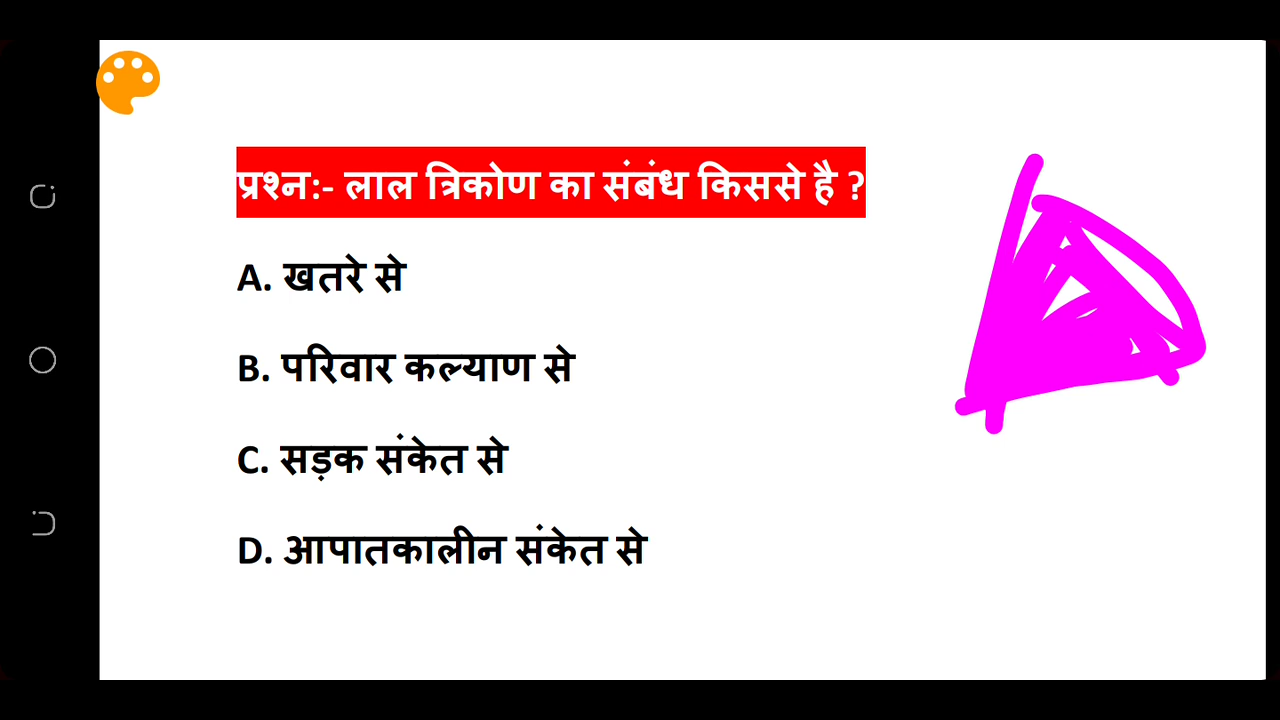 प्रश्न:- लाल त्रिकोण का संबंध किससे है ?
A. खतरे से
B. परिवार कल्याण से
C. सड़क संकेत से
D. आपातकालीन संकेत से